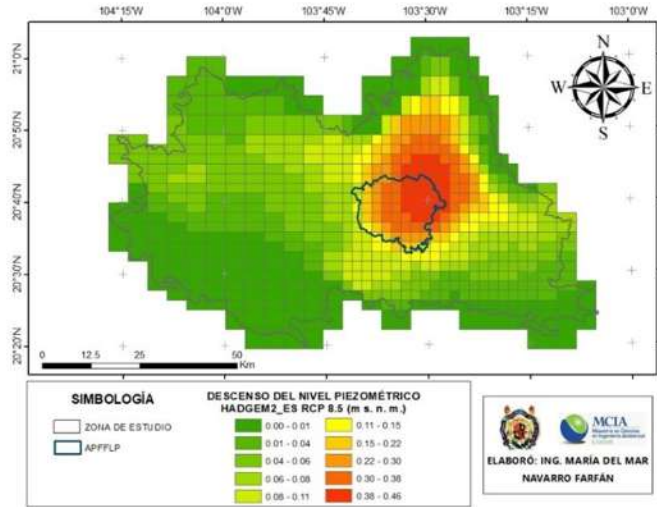 104°15'W 104°0'W 103°45'W 103°30'W 103°15'W 103°0'W
21°0'N
20°50'N
20°40'N
20°30'N
20°20'N
N
W E
S
0 12.5 25 50
Km
SIMBOLOGÌA
ZONA DE ESTUDIO
APFFLP
DESCENSO DEL NIVEL PIEZOMÉTRICO
HADGEM2_ES RCP 8.5 (m s. n. m.)
0.00 - 0.01 0.11 - 0.15
0.01 - 0.04 0.15 - 0.22
0.04 - 0.06 0.22 - 0.30
0.06 - 0.08 0.30 - 0.38
0.08 - 0.11 0.38 - 0.46
MCIA
ELABORÓ: ING. MARÍA DEL MAR
NAVARRO FARFÁN